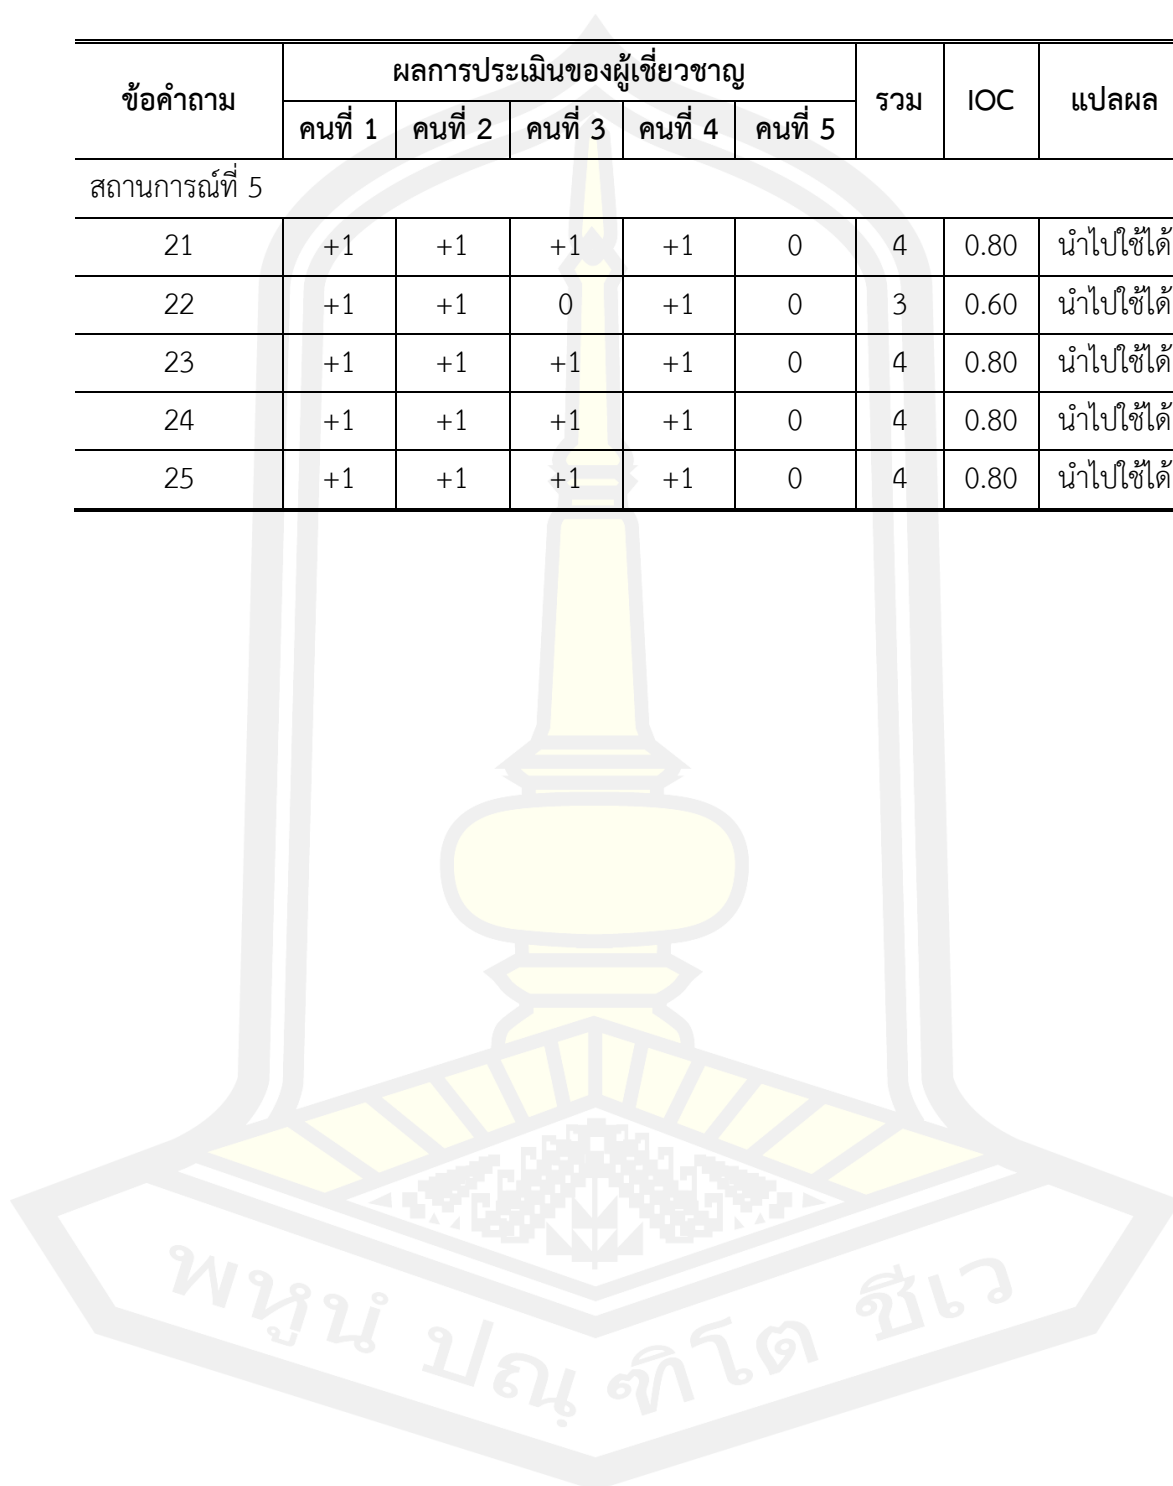 ข้อคำถาม ผลการประเมินของผู้เชี่ยวชาญ รวม IOC แปลผล
คนที่ 1 คนที่ 2 คนที่ 3 คนที่ 4 คนที่ 5
สถานการณ์ที่ 5
21 +1 +1 +1 +1 0 4 0.80 นำไปใช้ได้
22 +1 +1 0 +1 0 3 0.60 นำไปใช้ได้
23 +1 +1 +1 +1 0 4 0.80 นำไปใช้ได้
24 +1 +1 +1 +1 0 4 0.80 นำไปใช้ได้
25 +1 +1 +1 +1 0 4 0.80 นำไปใช้ได้
พหูนํ ปณฺ ฑิโต ชีเว